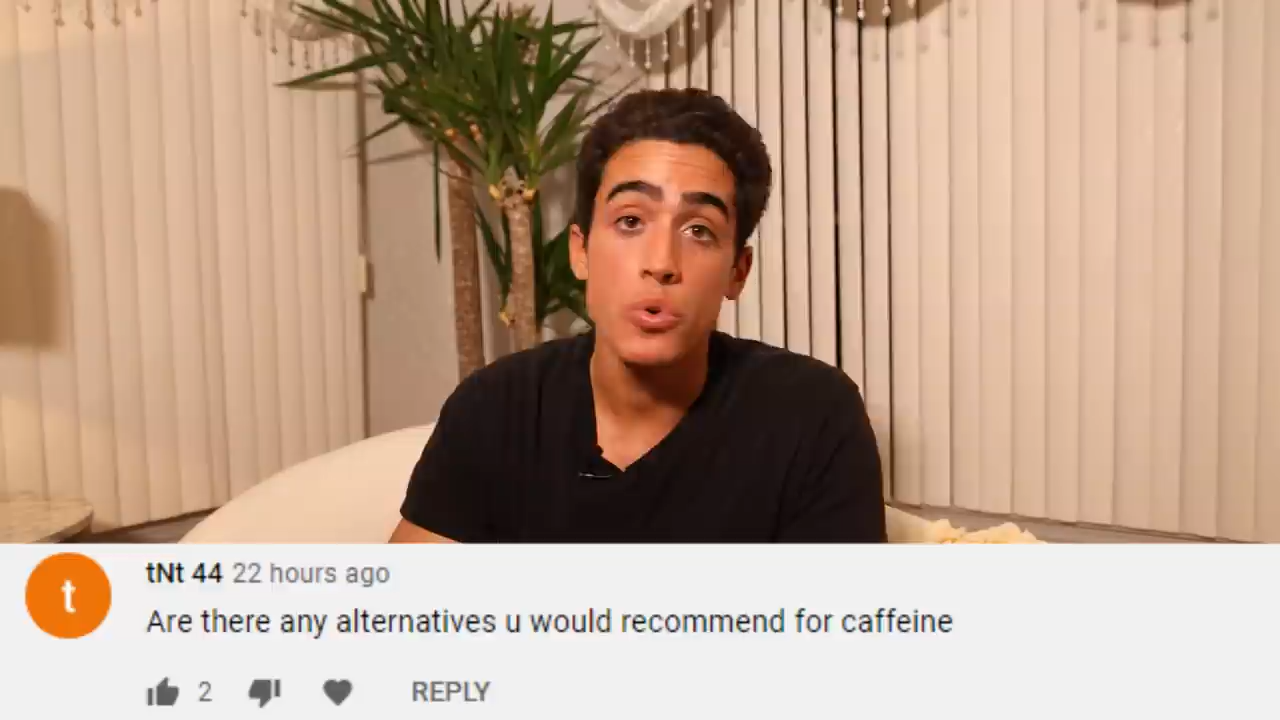 t
tNt 44 22 hours ago
Are there any alternatives u would recommend for caffeine
2
REPLY